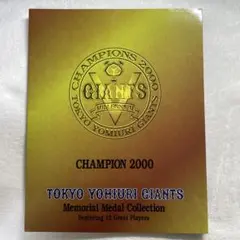 CHAMPIONS 2000
GIANTS
TOKYO YOMIURI GIANTS
CHAMPION 2000
TOKYO YOMIURI GIANTS
Memorial Medal Collection
Featuring 12 Great Players